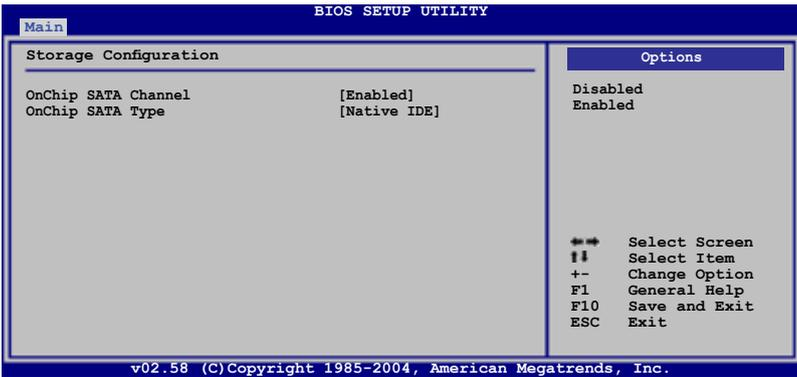 BIOS SETUP UTILITY
Main
Storage Configuration
OnChip SATA Channel [Enabled]
OnChip SATA Type [Native IDE]
Options
Disabled
Enabled
←→ Select Screen
↑↓ Select Item
+- Change Option
F1 General Help
F10 Save and Exit
ESC Exit
v02.58 (C)Copyright 1985-2004, American Megatrends, Inc.